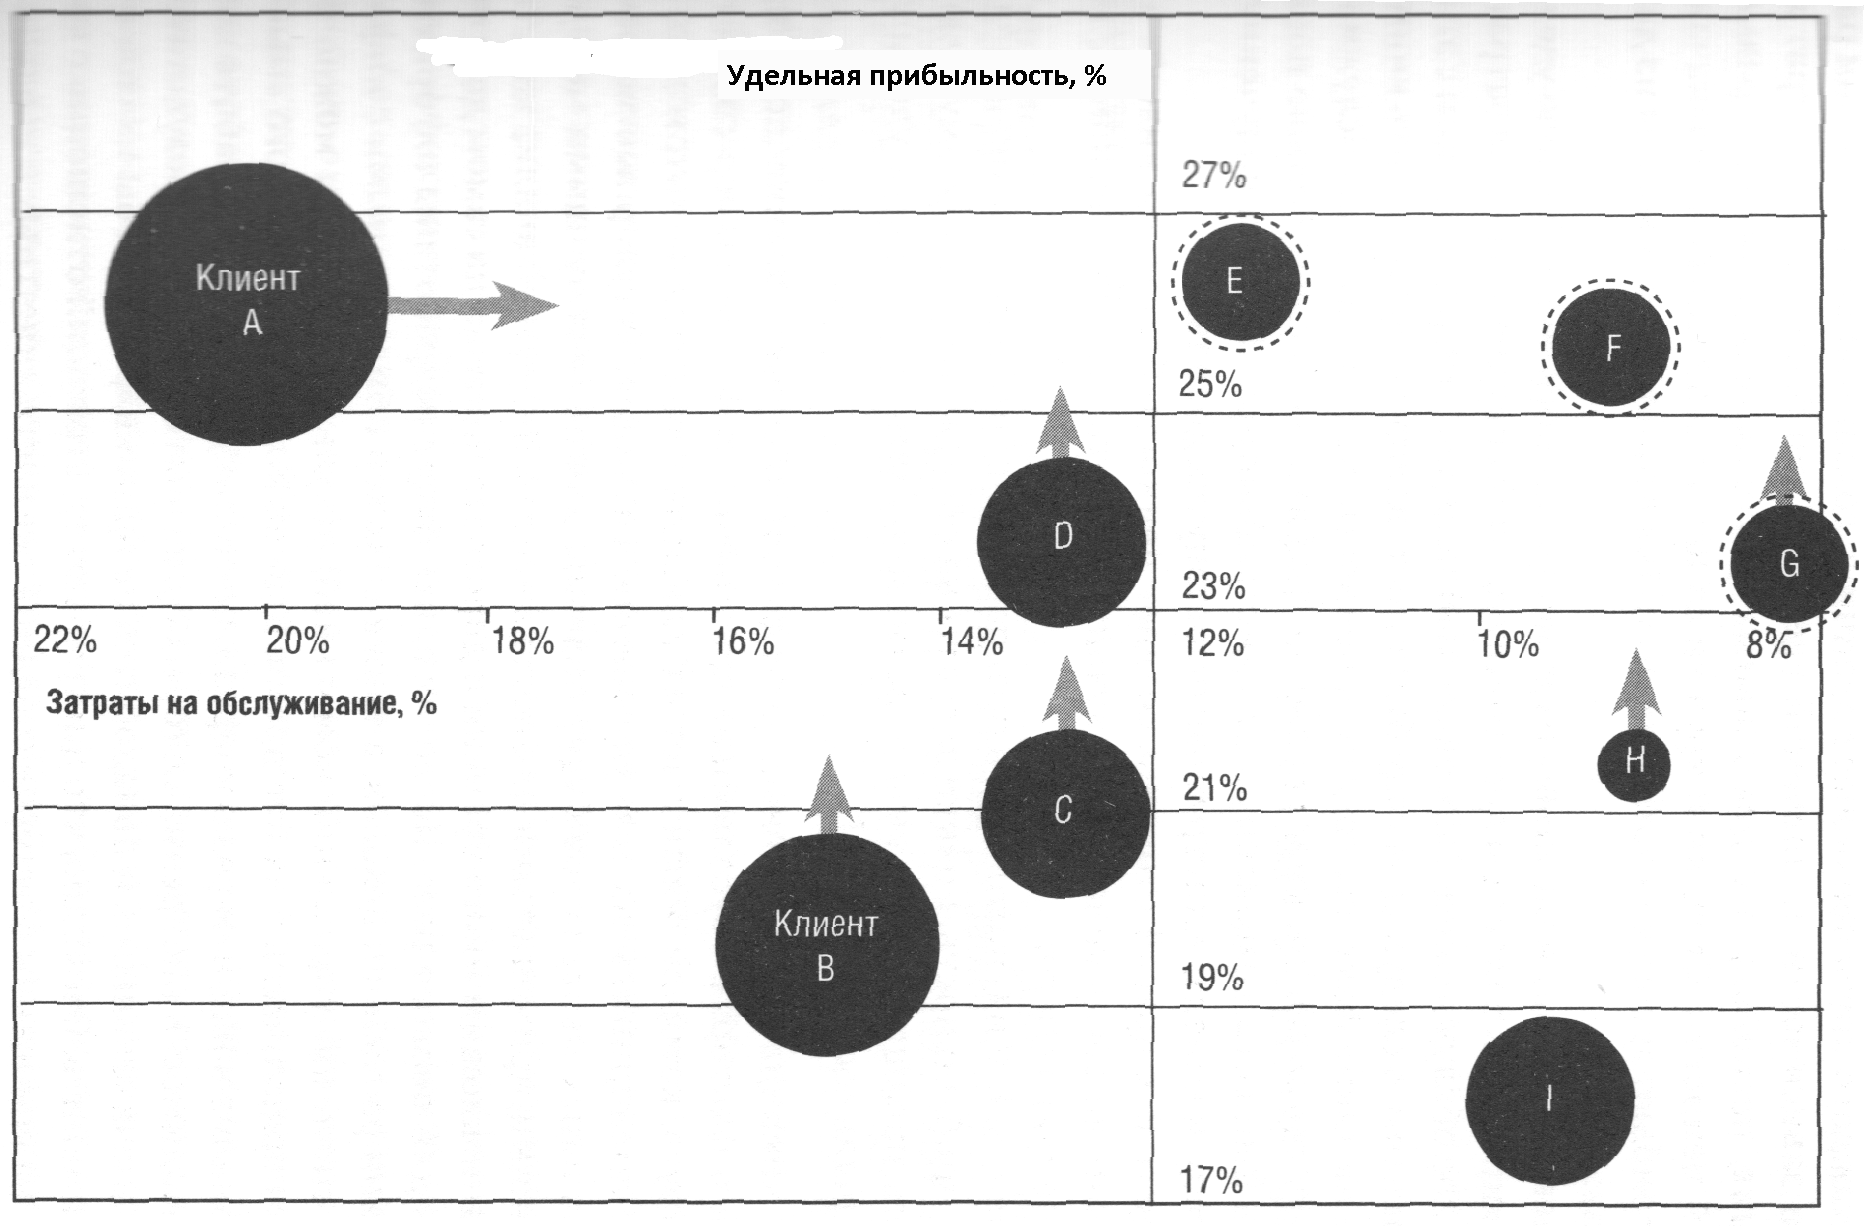 Удельная прибыльность, %
27%
Клиент
A
E
F
25%
D
G
23%
22%
20%
18%
16%
14%
12%
10%
8%
Затраты на обслуживание, %
H
21%
C
Клиент
B
19%
I
17%